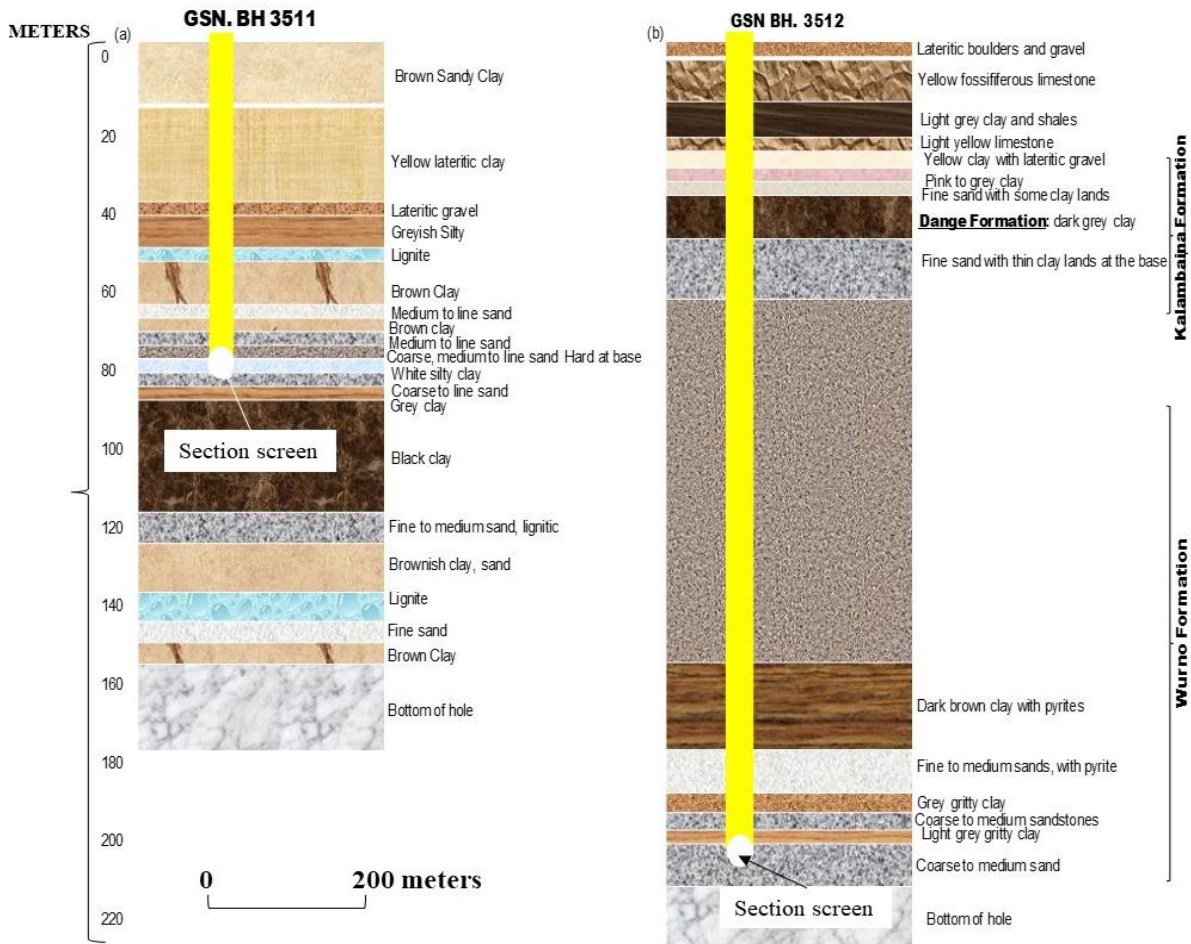 GSN. BH 3511
METERS
(a)
0
20
40
60
80
100
120
140
160
180
200
220
Brown Sandy Clay
Yellow lateritic clay
Lateritic gravel
Greyish Silty
Lignite
Brown Clay
Medium to line sand
Brown clay
Medium to line sand
Coarse, medium to line sand Hard at base
White silty clay
Coarse to line sand
Grey clay
Section screen
Black clay
Fine to medium sand, lignitic
Brownish clay, sand
Lignite
Fine sand
Brown Clay
Bottom of hole
0 200 meters
GSN BH. 3512
(b)
Lateritic boulders and gravel
Yellow fossififerous limestone
Light grey clay and shales
Light yellow limestone
Yellow clay with lateritic gravel
Pink to grey clay
Fine sand with some clay lands
Dange Formation: dark grey clay
Fine sand with thin clay lands at the base
Dark brown clay with pyrites
Fine to medium sands, with pyrite
Grey gritty clay
Coarse to medium sandstones
Light grey gritty clay
Coarse to medium sand
Section screen
Bottom of hole
Kalambaina Formation
Wurno Formation